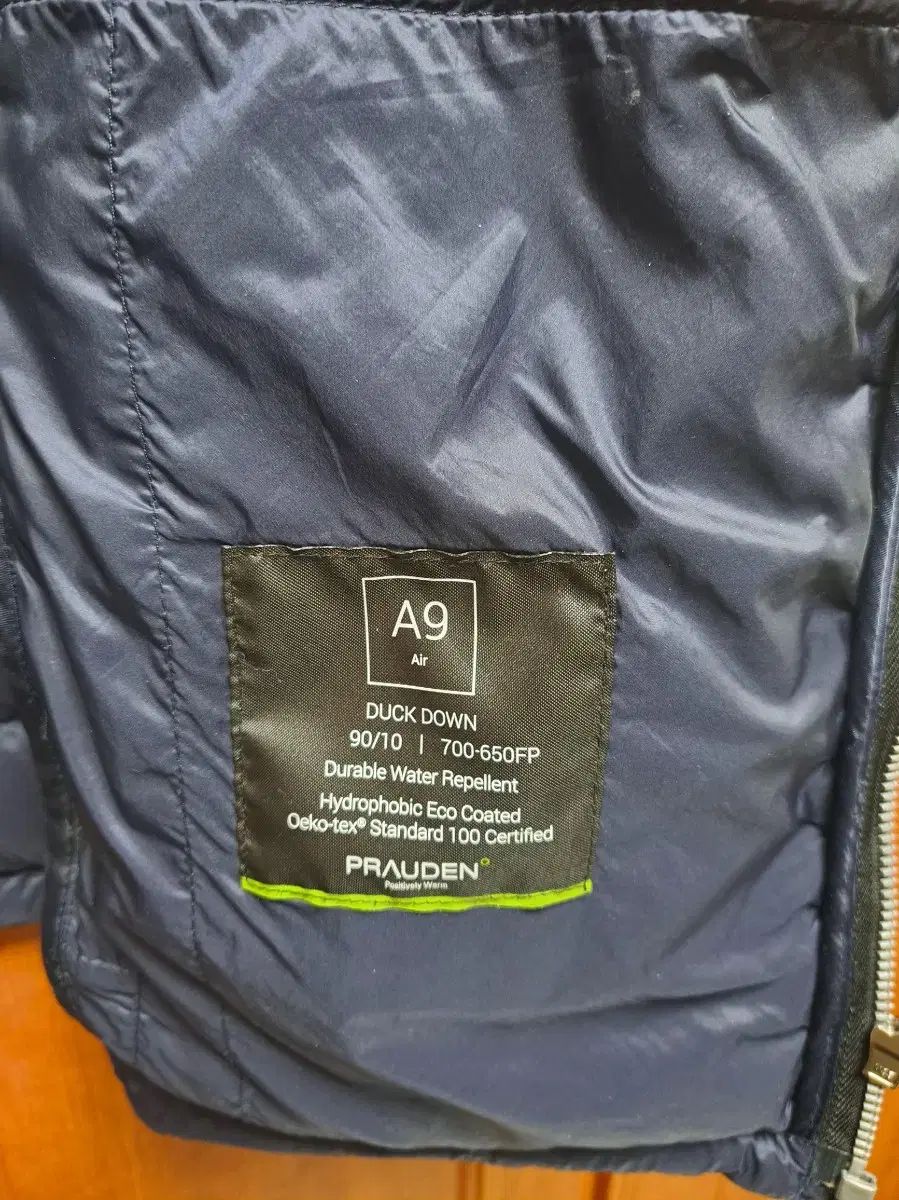 A9
Air
DUCK DOWN
90/10 | 700-650FP
Durable Water Repellent
Hydrophobic Eco Coated
Oeko-tex® Standard 100 Certified
PRAUDEN°
Positively Warm